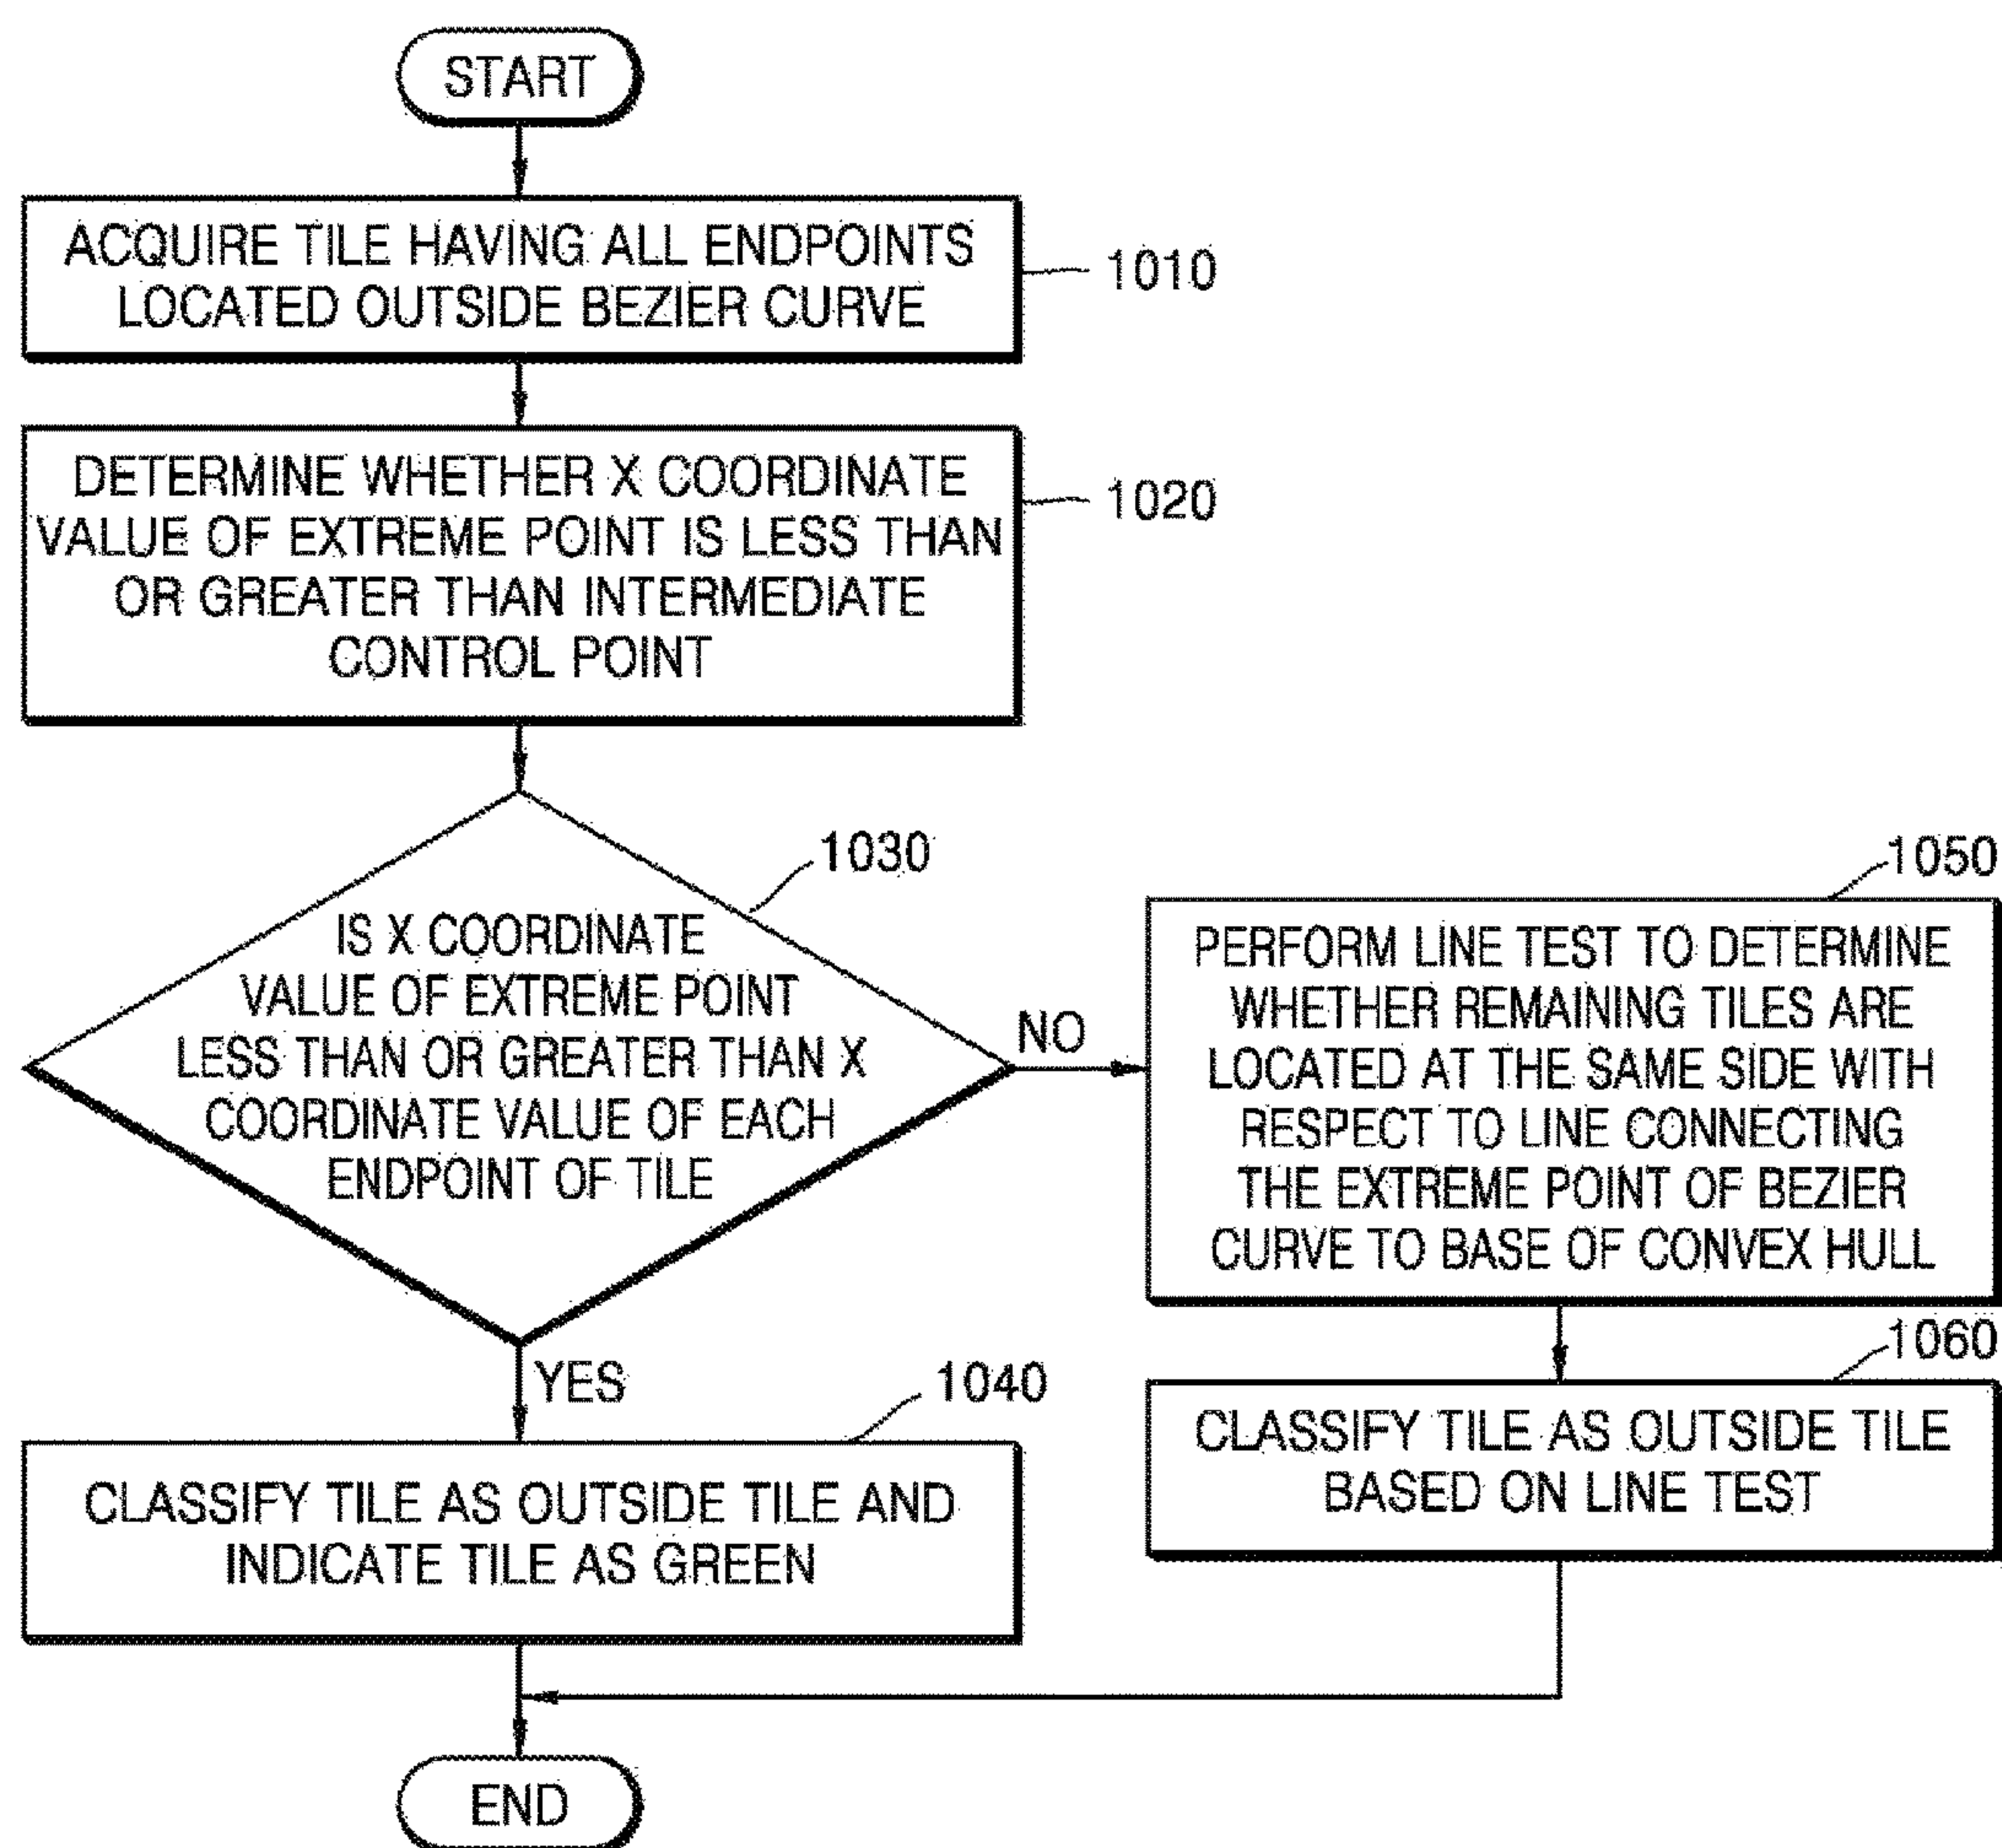 START
ACQUIRE TILE HAVING ALL ENDPOINTS
LOCATED OUTSIDE BEZIER CURVE
1010
DETERMINE WHETHER X COORDINATE
VALUE OF EXTREME POINT IS LESS THAN
OR GREATER THAN INTERMEDIATE
CONTROL POINT
1020
IS X COORDINATE
VALUE OF EXTREME POINT
LESS THAN OR GREATER THAN X
COORDINATE VALUE OF EACH
ENDPOINT OF TILE
1030
NO
YES
1050
PERFORM LINE TEST TO DETERMINE
WHETHER REMAINING TILES ARE
LOCATED AT THE SAME SIDE WITH
RESPECT TO LINE CONNECTING
THE EXTREME POINT OF BEZIER
CURVE TO BASE OF CONVEX HULL
1040
CLASSIFY TILE AS OUTSIDE TILE AND
INDICATE TILE AS GREEN
1060
CLASSIFY TILE AS OUTSIDE TILE
BASED ON LINE TEST
END